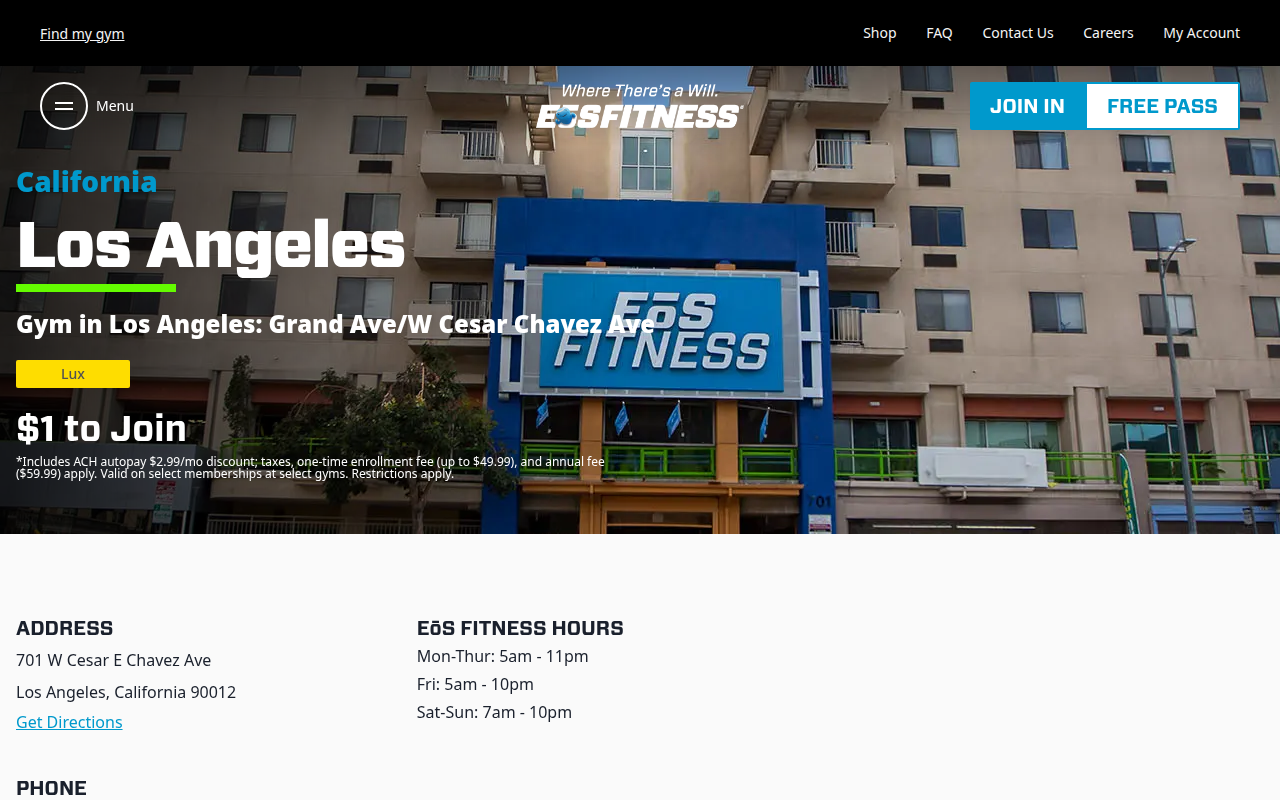 Find my gym
Shop
FAQ
Contact Us
Careers
My Account
Menu
Where There's a Will.
EōSFITNESS
JOIN IN
FREE PASS
California
Los Angeles
Gym in Los Angeles: Grand Ave/W Cesar Chavez Ave
EōS
FITNESS
Lux
$1 to Join
*Includes ACH autopay $2.99/mo discount; taxes, one-time enrollment fee (up to $49.99), and annual fee
($59.99) apply. Valid on select memberships at select gyms. Restrictions apply.
701
ADDRESS
701 W Cesar E Chavez Ave
Los Angeles, California 90012
Get Directions
EōS FITNESS HOURS
Mon-Thur: 5am - 11pm
Fri: 5am - 10pm
Sat-Sun: 7am - 10pm
PHONE